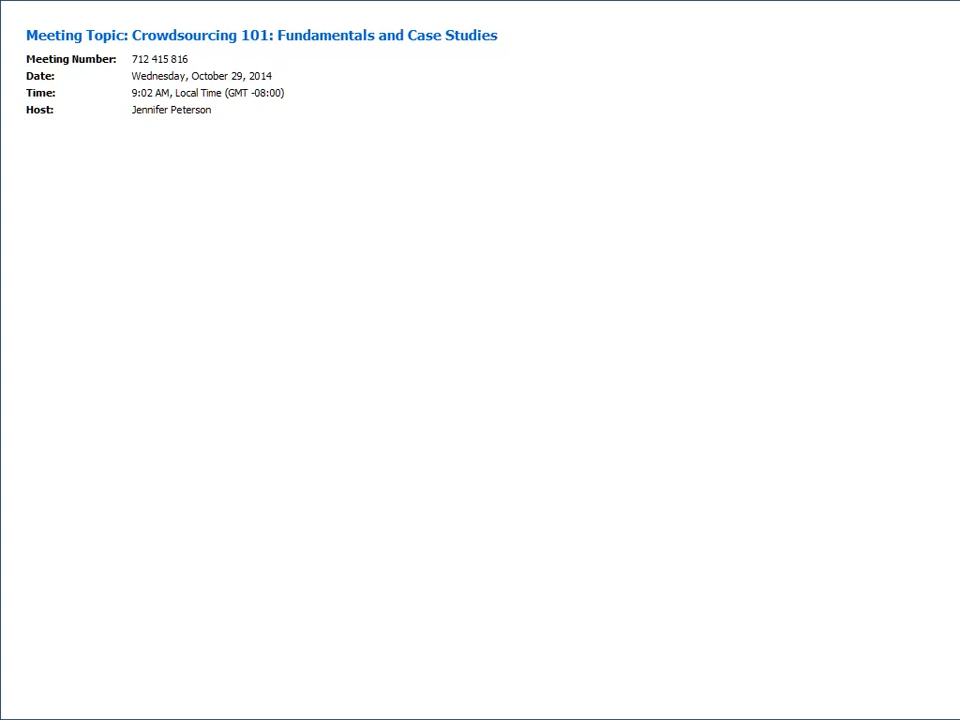 Meeting Topic: Crowdsourcing 101: Fundamentals and Case Studies
Meeting Number: 712 415 816
Date: Wednesday, October 29, 2014
Time: 9:02 AM, Local Time (GMT -08:00)
Host: Jennifer Peterson